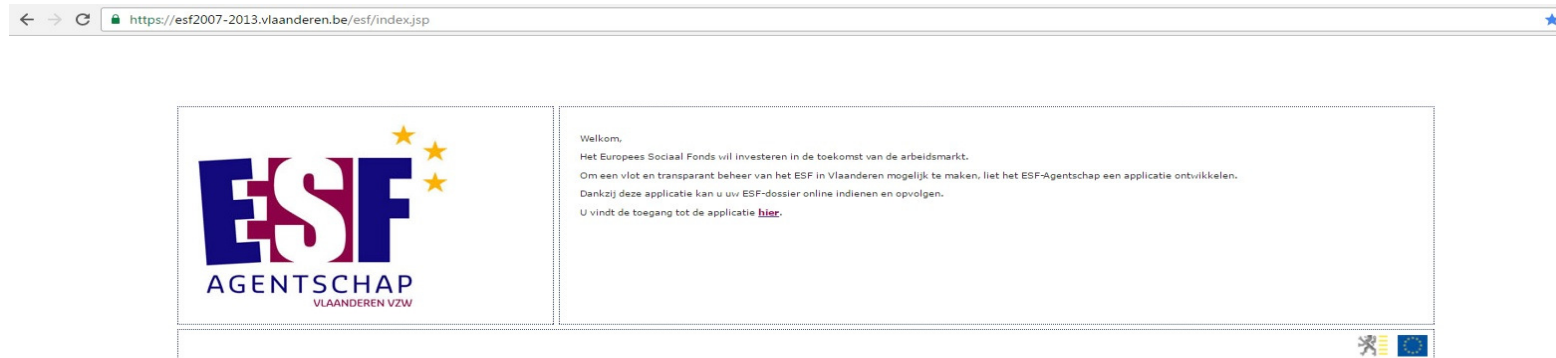 https://esf2007-2013.vlaanderen.be/esf/index.jsp
ESF
AGENTSCHAP
VLAANDEREN VZW
Welkom,
Het Europees Sociaal Fonds wil investeren in de toekomst van de arbeidsmarkt.
Om een vlot en transparant beheer van het ESF in Vlaanderen mogelijk te maken, liet het ESF-Agentschap een applicatie ontwikkelen.
Dankzij deze applicatie kan u uw ESF-dossier online indienen en opvolgen.
U vindt de toegang tot de applicatie hier.